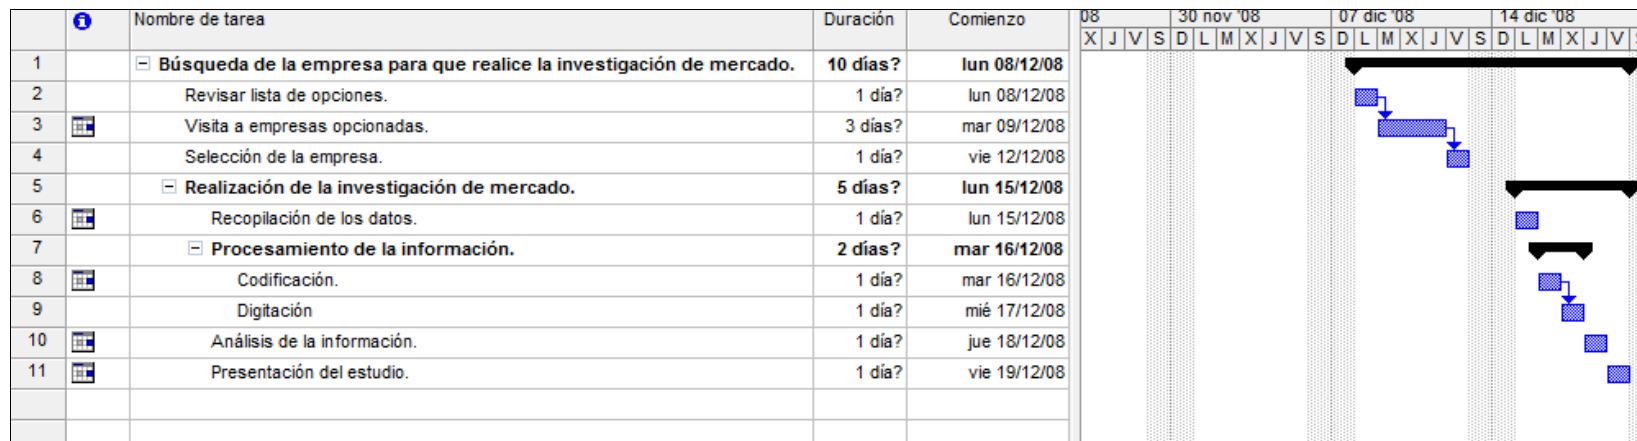 Nombre de tarea Duración Comienzo 08 30 nov '08 07 dic '08 14 dic '08
X J V S D L M X J V S D L M X J V S D L M X J V S
1 Búsqueda de la empresa para que realice la investigación de mercado. 10 días? lun 08/12/08
2 Revisar lista de opciones. 1 día? lun 08/12/08
3 Visita a empresas opcionadas. 3 días? mar 09/12/08
4 Selección de la empresa. 1 día? vie 12/12/08
5 Realización de la investigación de mercado. 5 días? lun 15/12/08
6 Recopilación de los datos. 1 día? lun 15/12/08
7 Procesamiento de la información. 2 días? mar 16/12/08
8 Codificación. 1 día? mar 16/12/08
9 Digitación 1 día? mié 17/12/08
10 Análisis de la información. 1 día? jue 18/12/08
11 Presentación del estudio. 1 día? vie 19/12/08